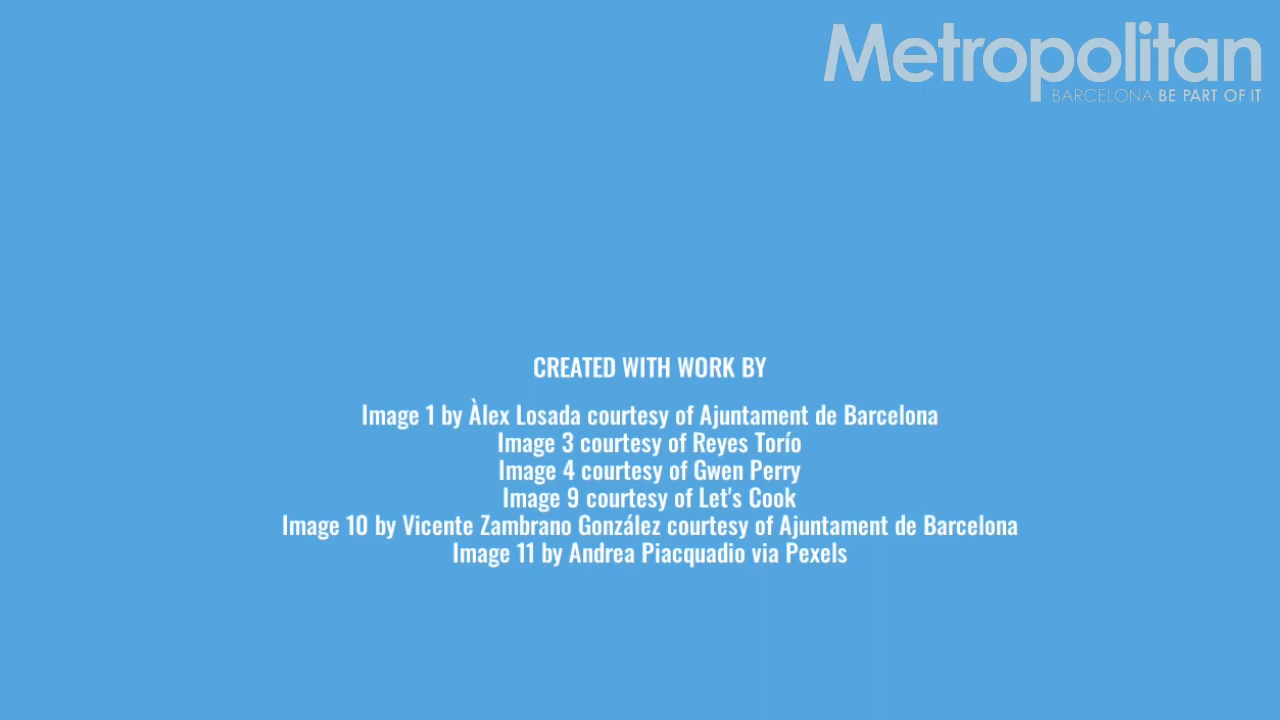 Metropolitan
BARCELONA BE PART OF IT
CREATED WITH WORK BY
Image 1 by Àlex Losada courtesy of Ajuntament de Barcelona
Image 3 courtesy of Reyes Torío
Image 4 courtesy of Gwen Perry
Image 9 courtesy of Let's Cook
Image 10 by Vicente Zambrano González courtesy of Ajuntament de Barcelona
Image 11 by Andrea Piacquadio via Pexels